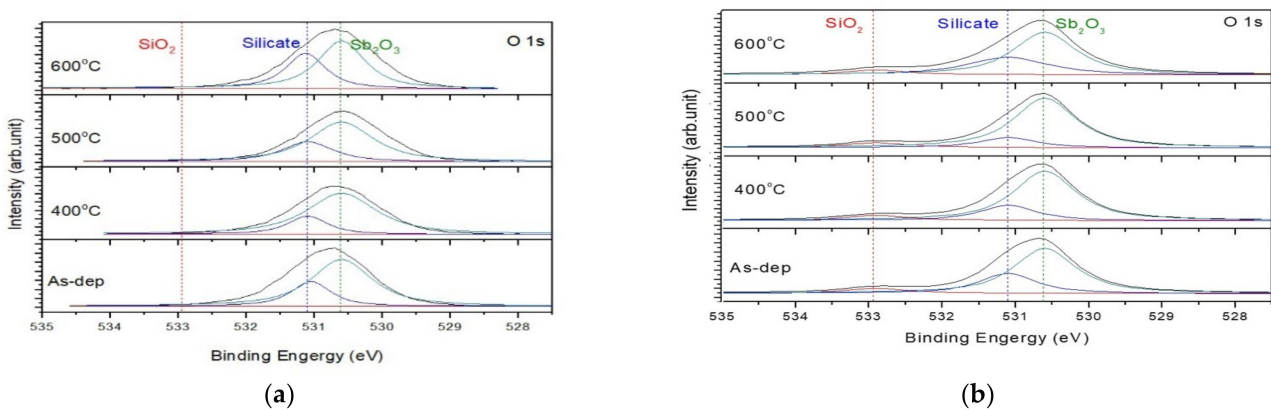 SiO2 Silicate Sb2O3 O 1s
600°C
500°C
400°C
As-dep
Intensity (arb.unit)
535 534 533 532 531 530 529 528
Binding Engergy (eV)
(a)
SiO2 Silicate Sb2O3 O 1s
600°C
500°C
400°C
As-dep
Intensity (arb.unit)
535 534 533 532 531 530 529 528
Binding Engergy (eV)
(b)